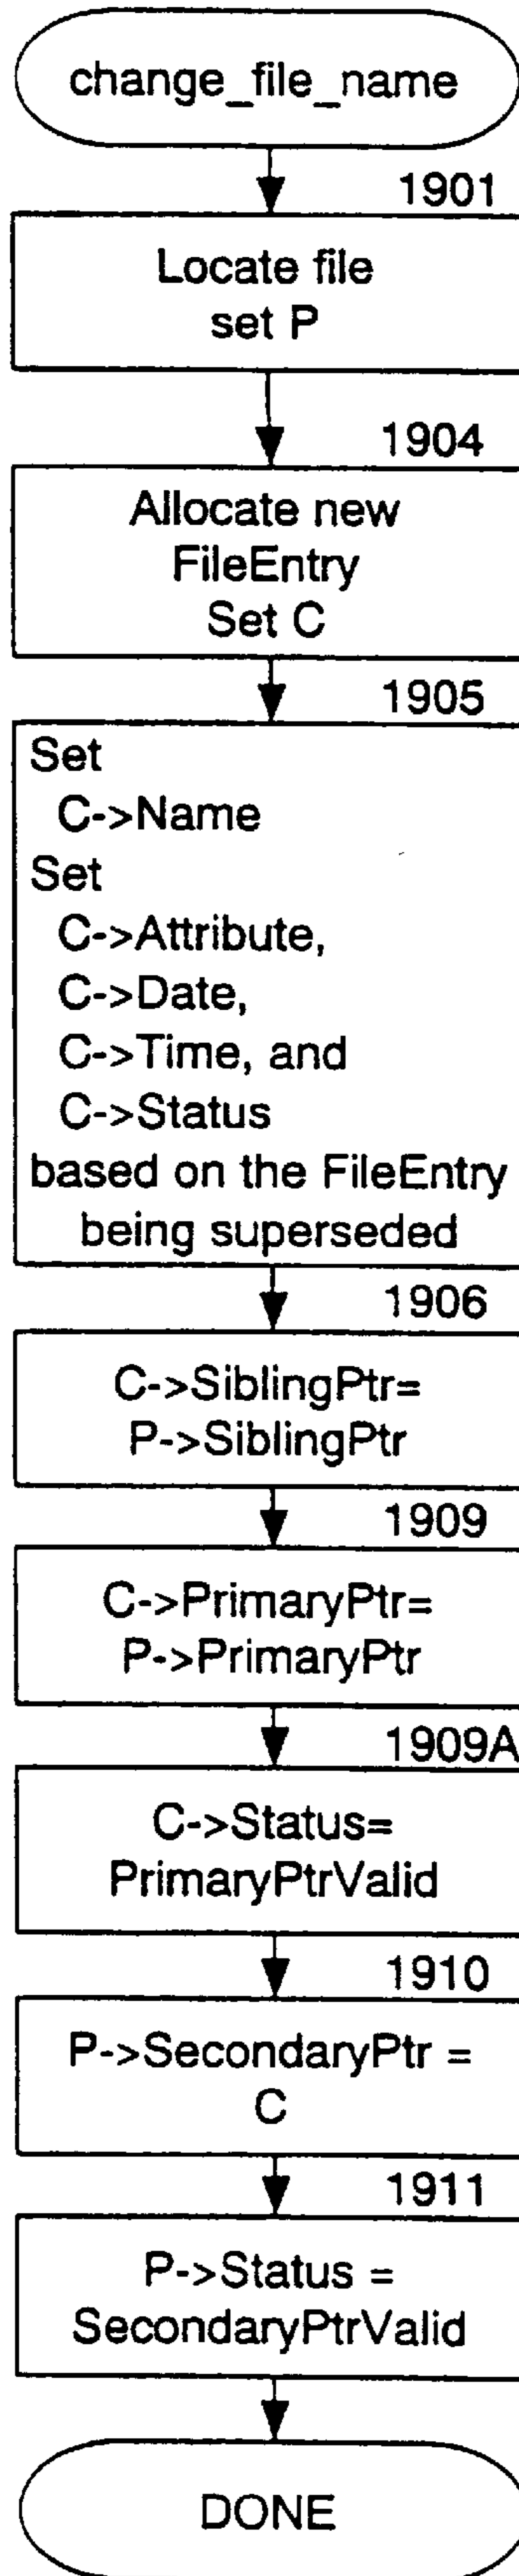 change_file_name
1901
Locate file
set P
1904
Allocate new
FileEntry
Set C
1905
Set
C->Name
Set
C->Attribute,
C->Date,
C->Time, and
C->Status
based on the FileEntry
being superseded
1906
C->SiblingPtr=
P->SiblingPtr
1909
C->PrimaryPtr=
P->PrimaryPtr
1909A
C->Status=
PrimaryPtrValid
1910
P->SecondaryPtr =
C
1911
P->Status =
SecondaryPtrValid
DONE